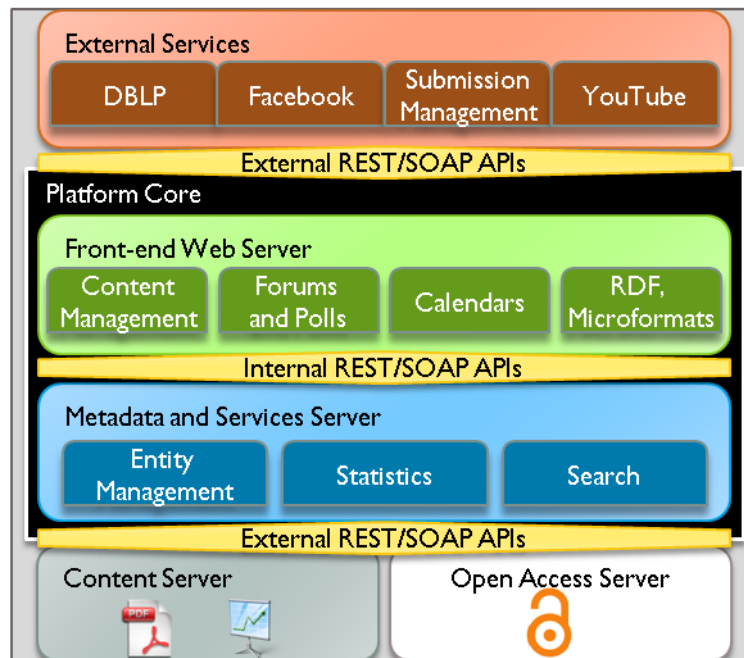 External Services
DBLP
Facebook
Submission
Management
YouTube
External REST/SOAP APIs
Platform Core
Front-end Web Server
Content
Management
Forums
and Polls
Calendars
RDF,
Microformats
Internal REST/SOAP APIs
Metadata and Services Server
Entity
Management
Statistics
Search
External REST/SOAP APIs
Content Server
Open Access Server
PDF